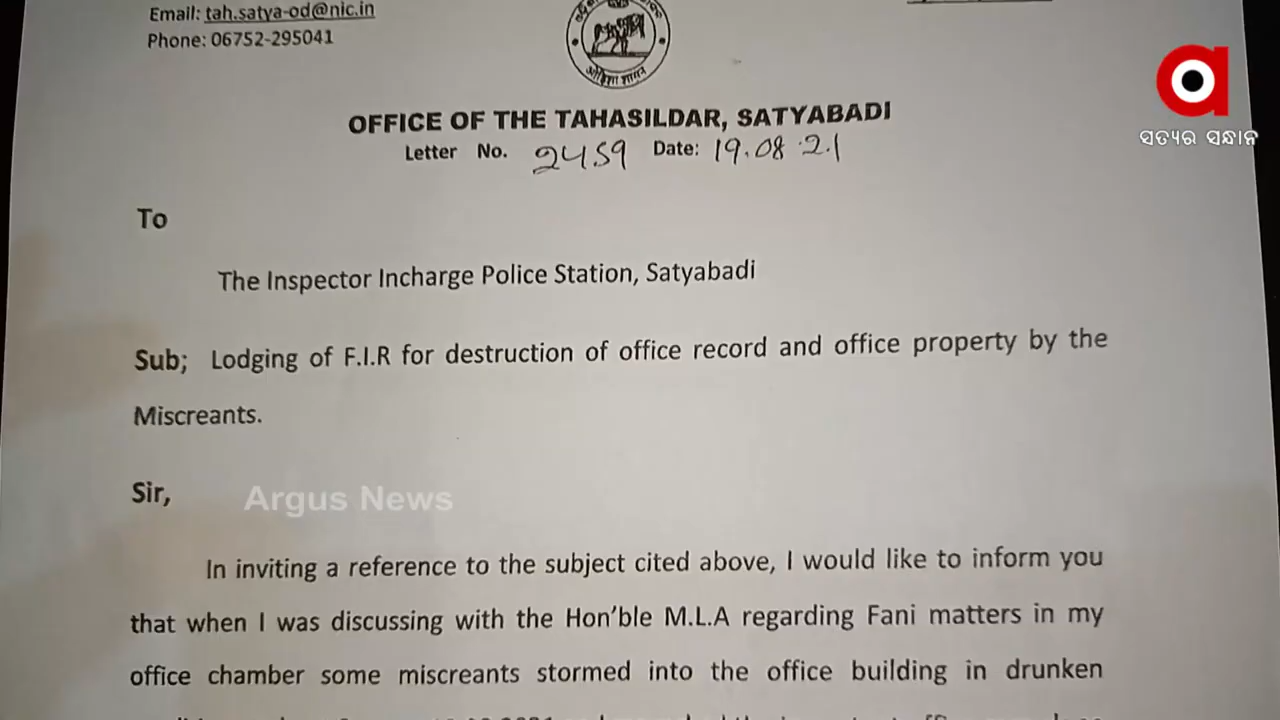 Email: tah.satya-od@nic.in
Phone: 06752-295041
ओड़िशा शासन
ସତ୍ୟର ସନ୍ଧାନ
OFFICE OF THE TAHASILDAR, SATYABADI
Letter No. 2459 Date: 19.08.21
To
The Inspector Incharge Police Station, Satyabadi
Sub; Lodging of F.I.R for destruction of office record and office property by the
Miscreants.
Sir,
Argus News
In inviting a reference to the subject cited above, I would like to inform you
that when I was discussing with the Hon'ble M.L.A regarding Fani matters in my
office chamber some miscreants stormed into the office building in drunken